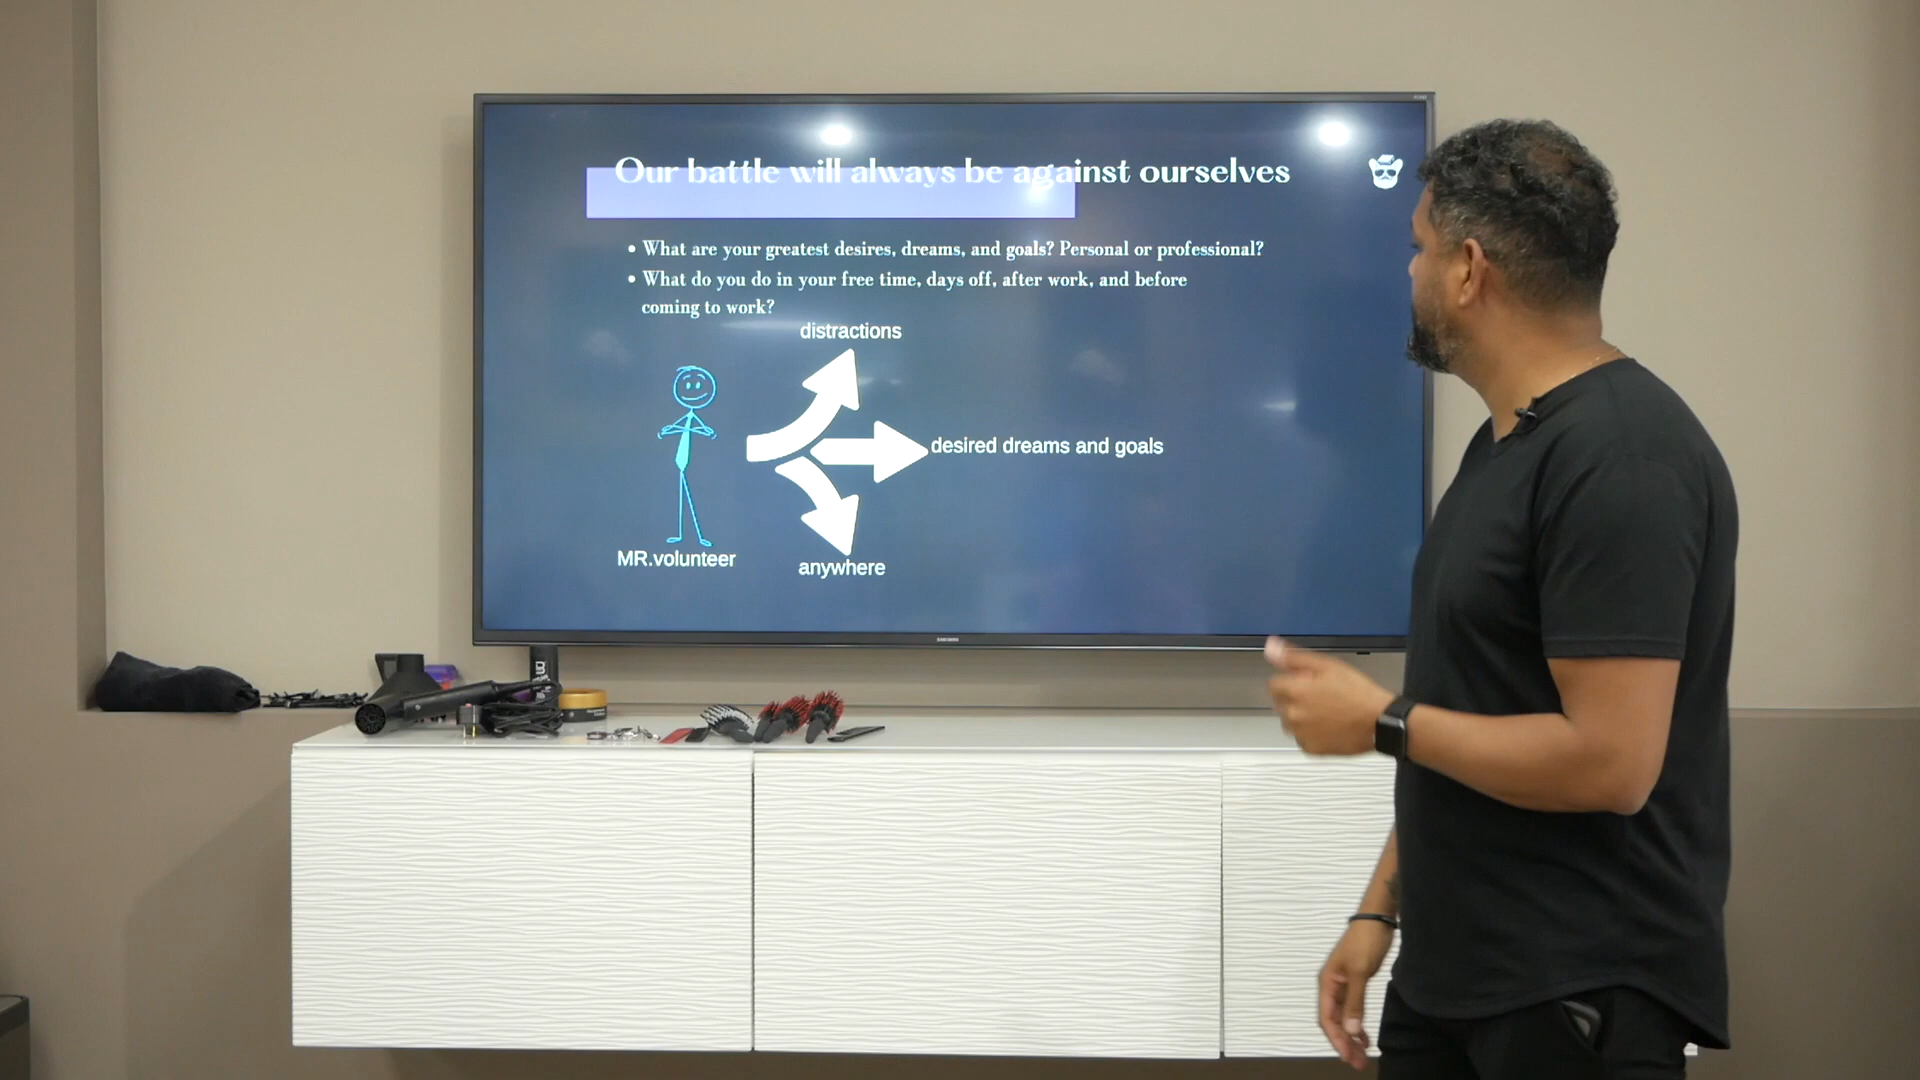 Our battle will always be against ourselves
• What are your greatest desires, dreams, and goals? Personal or professional?
• What do you do in your free time, days off, after work, and before
coming to work?
distractions
desired dreams and goals
MR.volunteer
anywhere
SAMSUNG